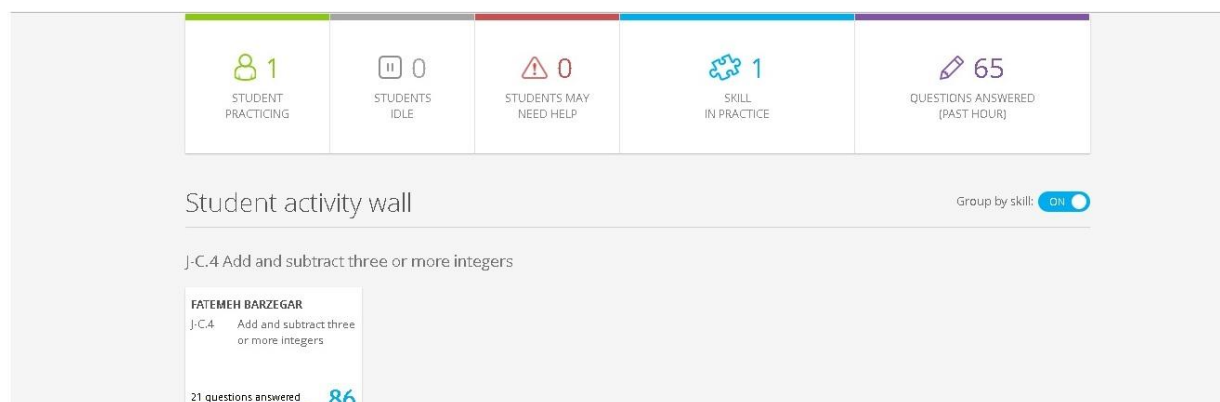 1
STUDENT
PRACTICING
0
STUDENTS
IDLE
0
STUDENTS MAY
NEED HELP
1
SKILL
IN PRACTICE
65
QUESTIONS ANSWERED
(PAST HOUR)
Student activity wall
Group by skill: ON
J-C.4 Add and subtract three or more integers
FATEMEH BARZEGAR
J-C.4 Add and subtract three
or more integers
21 questions answered 86